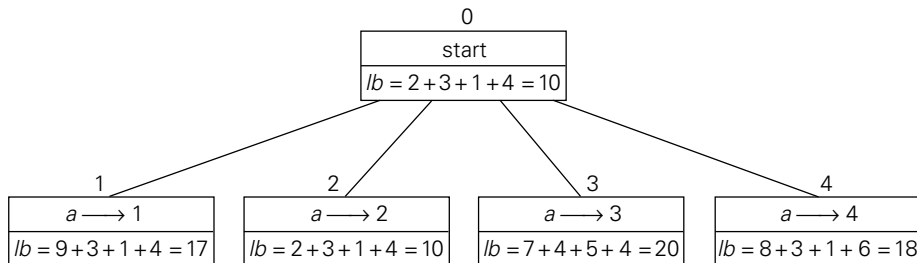 0
start
lb = 2 + 3 + 1 + 4 = 10
1
2
3
4
a ⟶ 1
a ⟶ 2
a ⟶ 3
a ⟶ 4
lb = 9 + 3 + 1 + 4 = 17
lb = 2 + 3 + 1 + 4 = 10
lb = 7 + 4 + 5 + 4 = 20
lb = 8 + 3 + 1 + 6 = 18